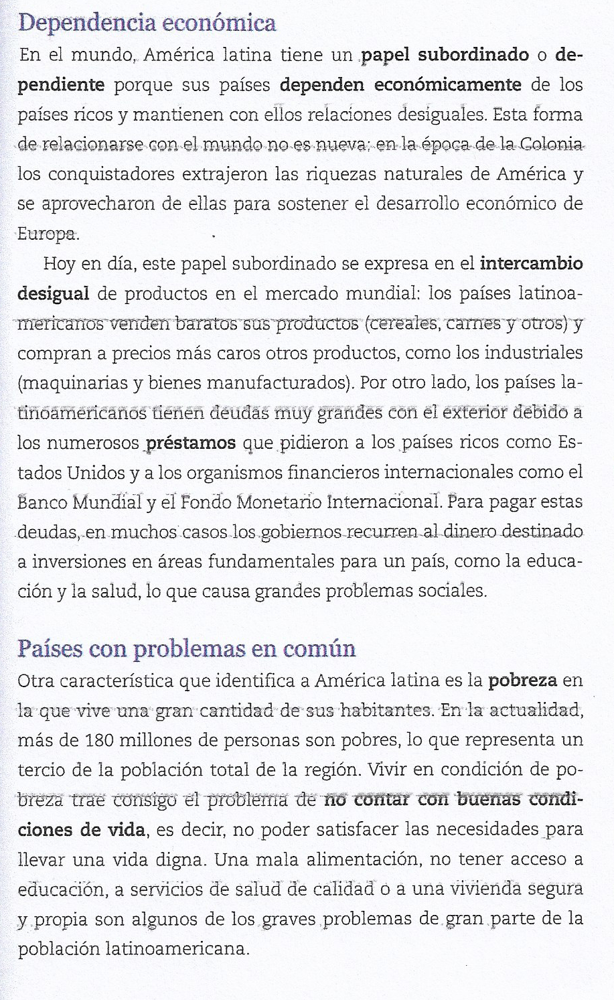 Dependencia económica
En el mundo, América latina tiene un papel subordinado o de-
pendiente porque sus países dependen económicamente de los
países ricos y mantienen con ellos relaciones desiguales. Esta forma
de relacionarse con el mundo no es nueva; en la época de la Colonia
los conquistadores extrajeron las riquezas naturales de América y
se aprovecharon de ellas para sostener el desarrollo económico de
Europa.
Hoy en día, este papel subordinado se expresa en el intercambio
desigual de productos en el mercado mundial: los países latinoa-
mericanos venden baratos sus productos (cereales, carnes y otros) y
compran a precios más caros otros productos, como los industriales
(maquinarias y bienes manufacturados). Por otro lado, los países la-
tinoamericanos tienen deudas muy grandes con el exterior debido a
los numerosos préstamos que pidieron a los países ricos como Es-
tados Unidos y a los organismos financieros internacionales como el
Banco Mundial y el Fondo Monetario Internacional. Para pagar estas
deudas, en muchos casos los gobiernos recurren al dinero destinado
a inversiones en áreas fundamentales para un país, como la educa-
ción y la salud, lo que causa grandes problemas sociales.
Países con problemas en común
Otra característica que identifica a América latina es la pobreza en
la que vive una gran cantidad de sus habitantes. En la actualidad,
más de 180 millones de personas son pobres, lo que representa un
tercio de la población total de la región. Vivir en condición de po-
breza trae consigo el problema de no contar con buenas condi-
ciones de vida, es decir, no poder satisfacer las necesidades para
llevar una vida digna. Una mala alimentación, no tener acceso a
educación, a servicios de salud de calidad o a una vivienda segura
y propia son algunos de los graves problemas de gran parte de la
población latinoamericana.